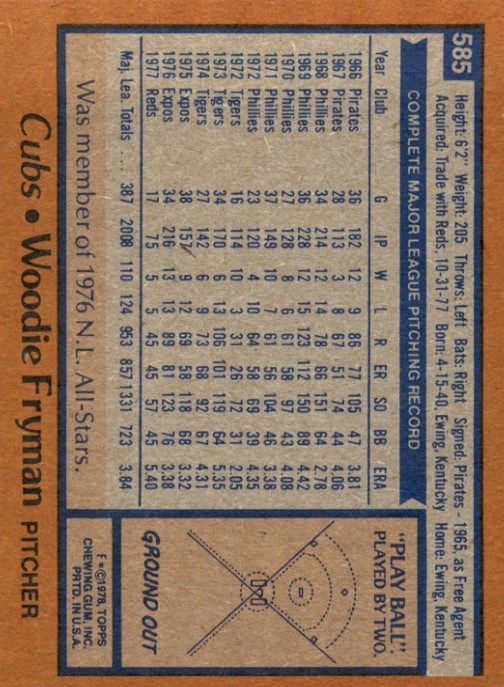 585
Height: 6'2" Weight: 205 Throws: Left Bats: Right Signed: Pirates - 1965, as Free Agent
Acquired: Trade with Reds, 10-31-77 Born: 4-15-40, Ewing, Kentucky Home: Ewing, Kentucky
COMPLETE MAJOR LEAGUE PITCHING RECORD
Year Club G IP W L R ER SO BB ERA
1966 Pirates 36 182 12 9 86 77 105 47 3.81
1967 Pirates 28 113 3 8 67 51 74 44 4.06
1968 Phillies 34 214 12 14 78 66 151 64 2.78
1969 Phillies 36 228 12 15 123 112 150 89 4.42
1970 Phillies 27 128 8 6 61 58 97 43 4.08
1971 Phillies 37 149 10 7 61 56 104 46 3.38
1972 Phillies 23 120 4 10 64 58 69 39 4.35
1972 Tigers 16 114 10 3 31 26 72 31 2.05
1973 Tigers 34 170 6 13 106 101 119 64 5.35
1974 Tigers 27 142 6 9 73 68 92 67 4.31
1975 Expos 38 157 9 12 69 58 118 68 3.32
1976 Expos 34 216 13 13 89 81 123 76 3.38
1977 Reds 17 75 5 5 45 45 57 45 5.40
Maj. Lea. Totals .... 387 2008 110 124 953 857 1331 723 3.84
Was member of 1976 N.L. All-Stars.
"PLAY BALL"
PLAYED BY TWO.
GROUND OUT
F*©1978, TOPPS
CHEWING GUM, INC.
PRTD. IN U.S.A.
Cubs • Woodie Fryman PITCHER